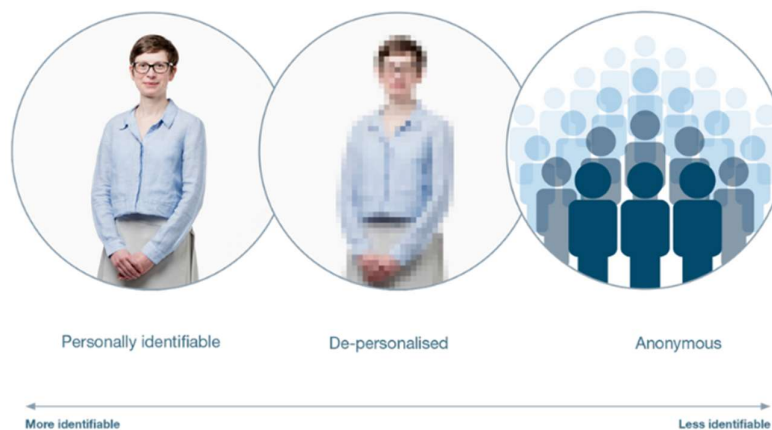 Personally identifiable
De-personalised
Anonymous
More identifiable
Less identifiable